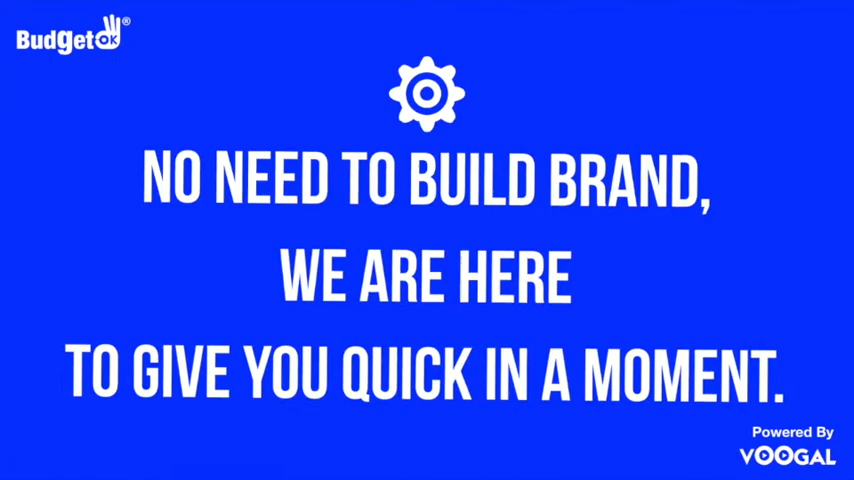 BudgetOK®
NO NEED TO BUILD BRAND,
WE ARE HERE
TO GIVE YOU QUICK IN A MOMENT.
Powered By
VOOGAL